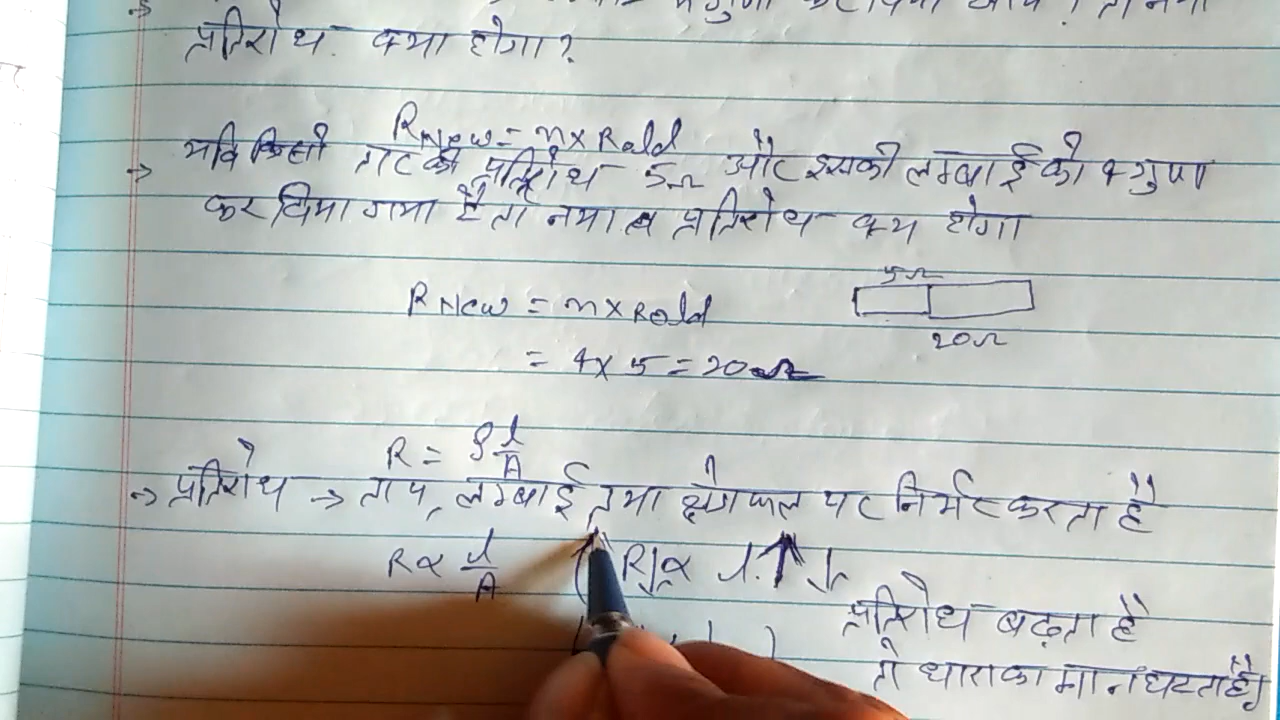 प्रतिरोध क्या होगा?
RNew = n×Rold
यदि किसी तार की प्रतिरोध 5Ω और इसकी लम्बाई को 4 गुणा
कर दिया गया है तो नया प्रतिरोध क्य होगा
5Ω
RNew = n×Rold
20Ω
= 4×5=20Ω
R = ρl/A
⇒ प्रतिरोध → ताप, लम्बाई तथा क्षेत्रफल पर निर्भर करता है
R∝ l/A
R ∝ l ↑
प्रतिरोध बढ़ता है
तो धारा का मान घटता है